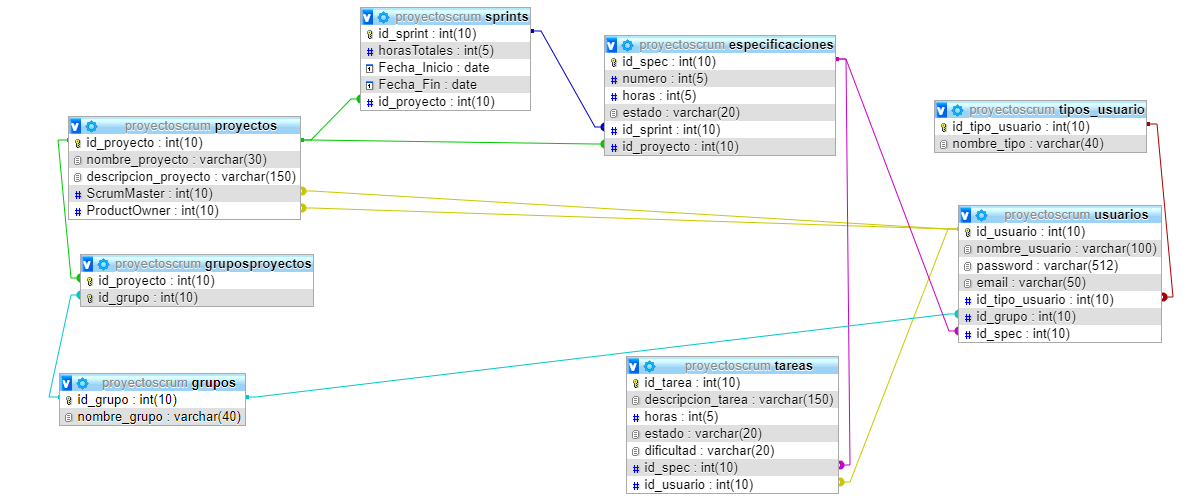 proyectoscrum sprints
id_sprint : int(10)
horasTotales : int(5)
Fecha_Inicio : date
Fecha_Fin : date
id_proyecto : int(10)
proyectoscrum especificaciones
id_spec : int(10)
numero : int(5)
horas : int(5)
estado : varchar(20)
id_sprint : int(10)
id_proyecto : int(10)
proyectoscrum tipos_usuario
id_tipo_usuario : int(10)
nombre_tipo : varchar(40)
proyectoscrum proyectos
id_proyecto : int(10)
nombre_proyecto : varchar(30)
descripcion_proyecto : varchar(150)
ScrumMaster : int(10)
ProductOwner : int(10)
proyectoscrum usuarios
id_usuario : int(10)
nombre_usuario : varchar(100)
password : varchar(512)
email : varchar(50)
id_tipo_usuario : int(10)
id_grupo : int(10)
id_spec : int(10)
proyectoscrum gruposproyectos
id_proyecto : int(10)
id_grupo : int(10)
proyectoscrum grupos
id_grupo : int(10)
nombre_grupo : varchar(40)
proyectoscrum tareas
id_tarea : int(10)
descripcion_tarea : varchar(150)
horas : int(5)
estado : varchar(20)
dificultad : varchar(20)
id_spec : int(10)
id_usuario : int(10)